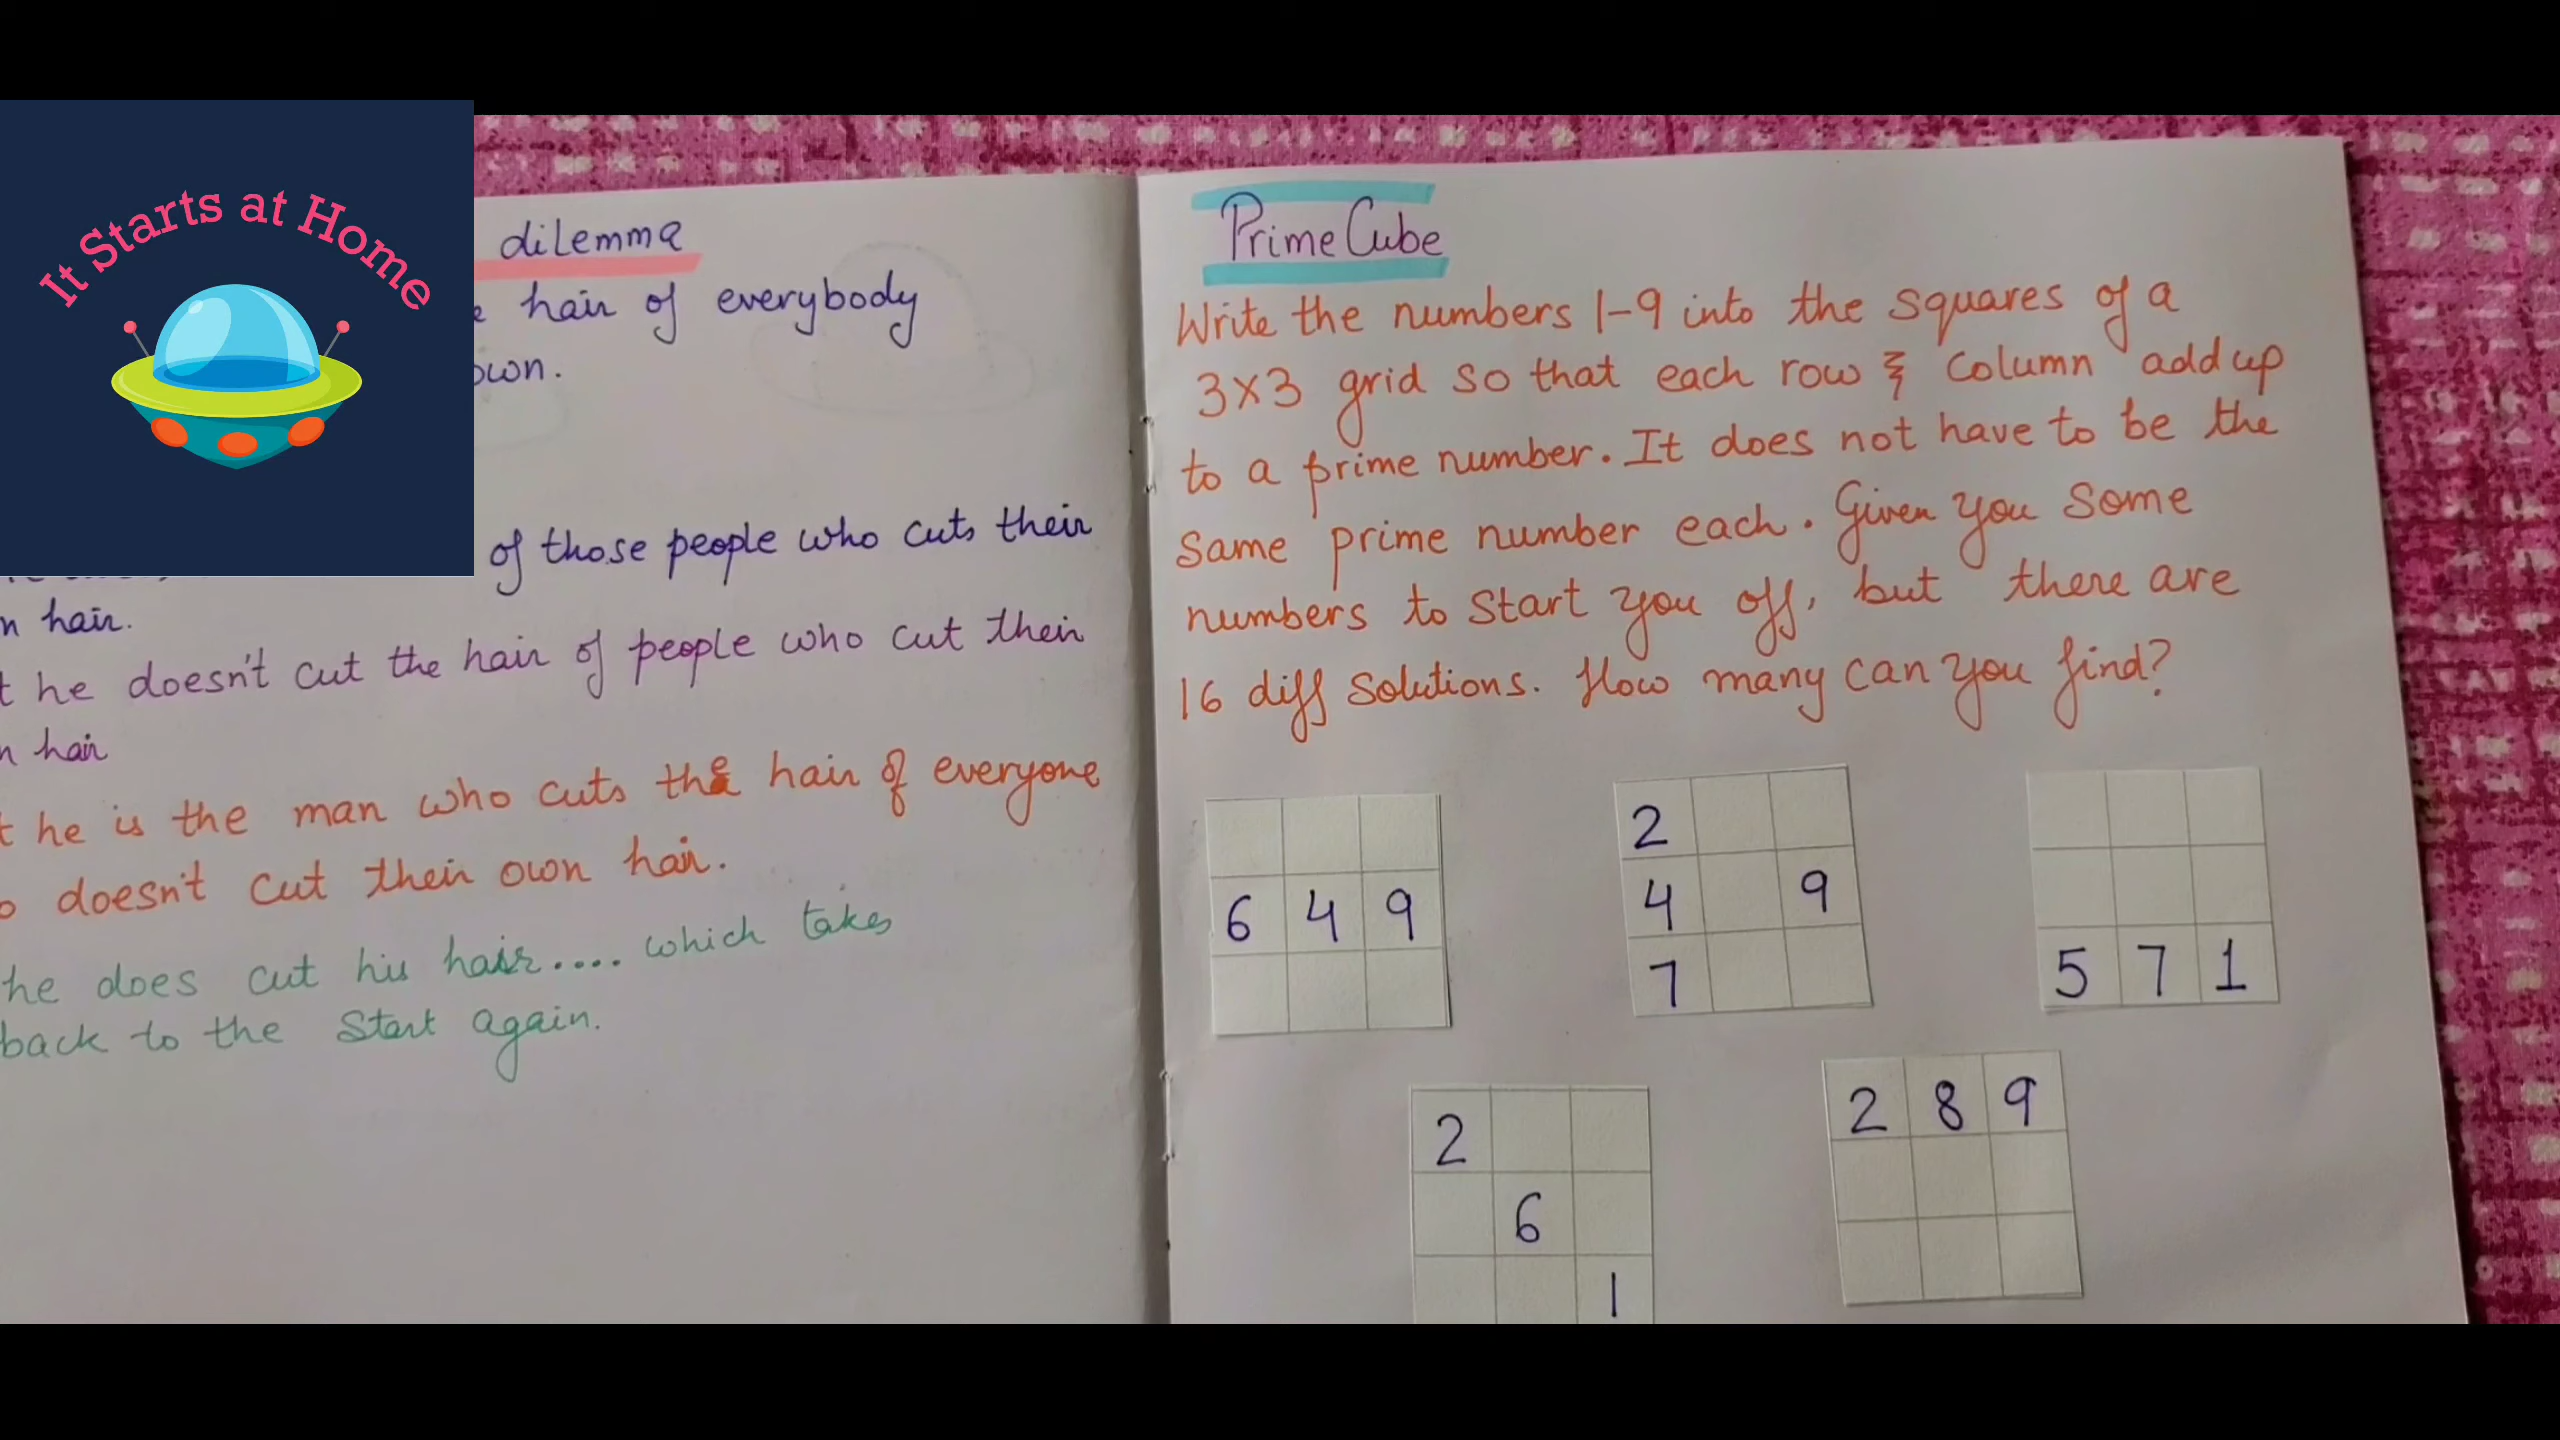 It Starts at Home
dilemma
hair of everybody
own.
of those people who cuts their
n hair.
t he doesn't cut the hair of people who cut their
n hair
t he is the man who cuts the hair of everyone
o doesn't cut their own hair.
he does cut his hair.... which takes
back to the start again.
Prime Cube
Write the numbers 1-9 into the squares of a
3x3 grid so that each row & column add up
to a prime number. It does not have to be the
same prime number each. Given you some
numbers to start you off, but there are
16 diff solutions. How many can you find?
6 4 9
2
4 9
7
5 7 1
2
6
1
2 8 9